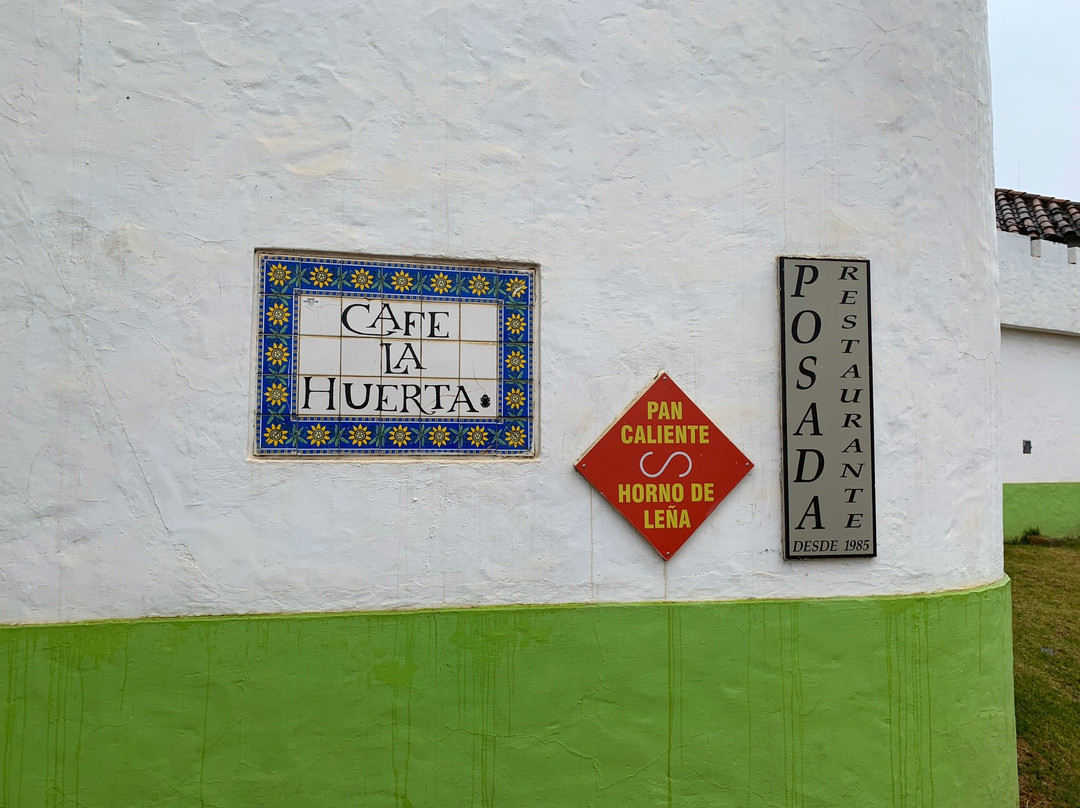 CAFE
LA
HUERTA
PAN
CALIENTE
S
HORNO DE
LEÑA
POSADA
RESTAURANTE
DESDE 1985